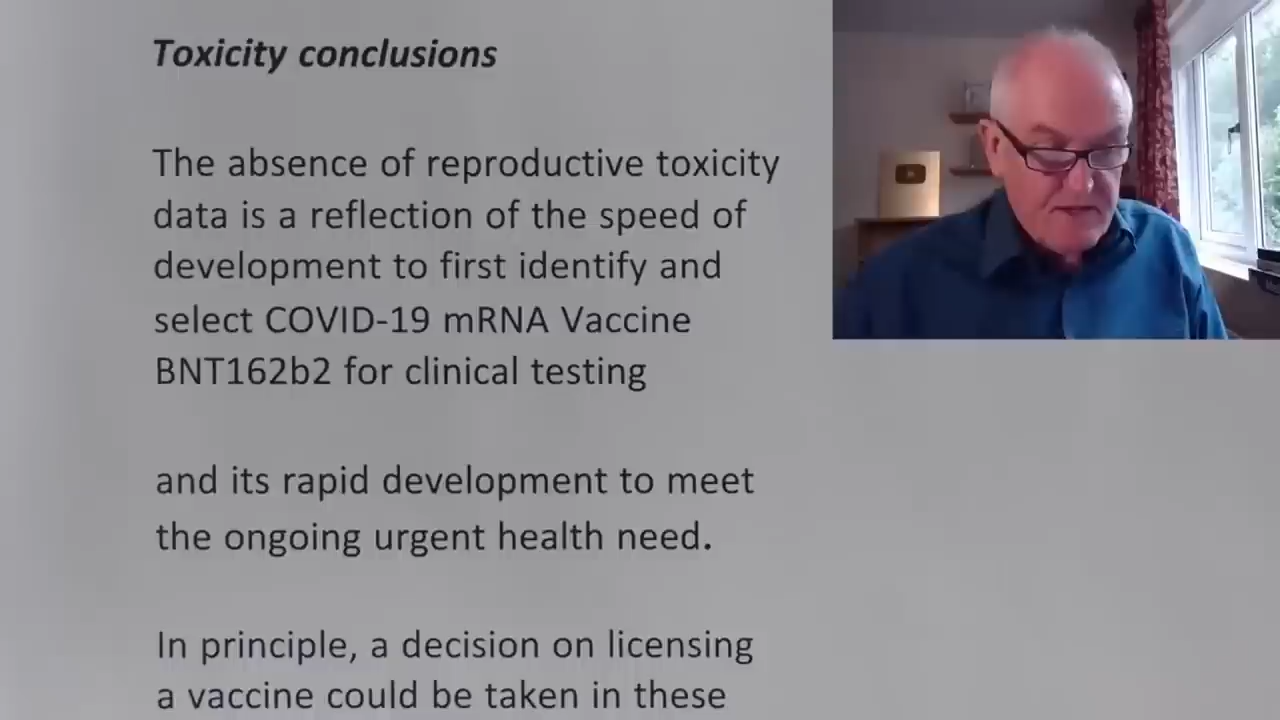 Toxicity conclusions
The absence of reproductive toxicity
data is a reflection of the speed of
development to first identify and
select COVID-19 mRNA Vaccine
BNT162b2 for clinical testing
and its rapid development to meet
the ongoing urgent health need.
In principle, a decision on licensing
a vaccine could be taken in these